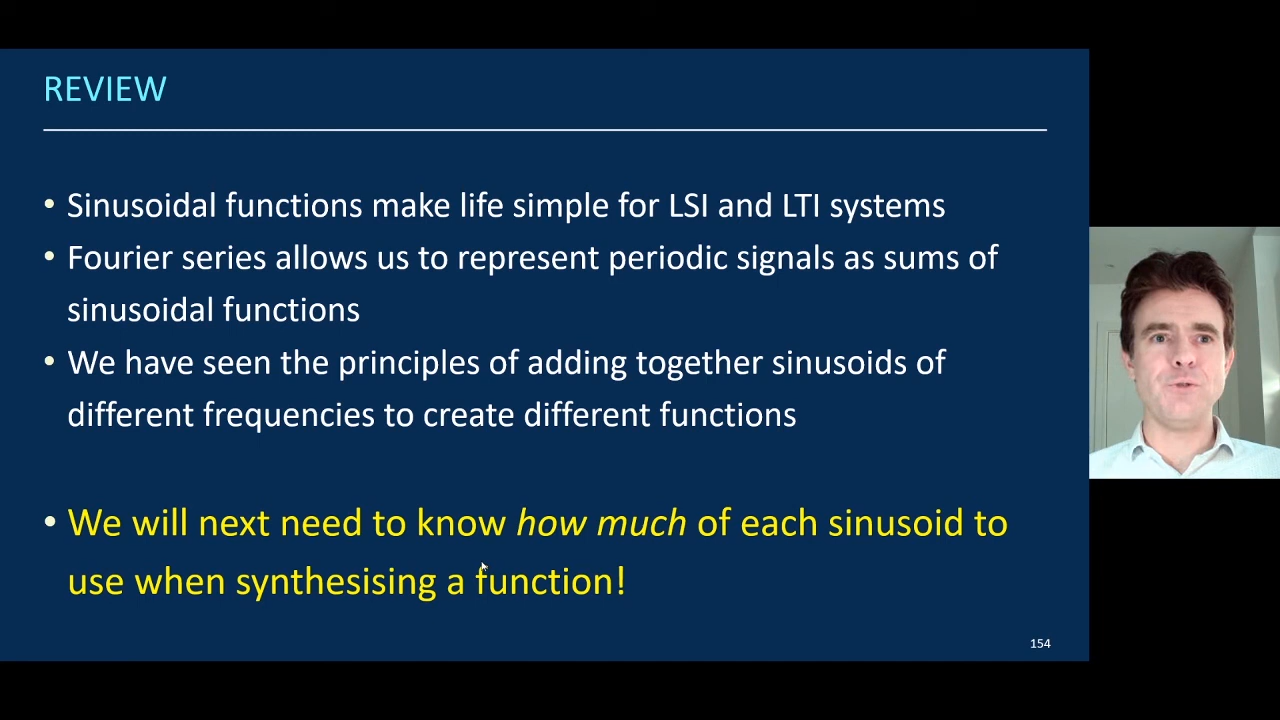 REVIEW
• Sinusoidal functions make life simple for LSI and LTI systems
• Fourier series allows us to represent periodic signals as sums of
sinusoidal functions
• We have seen the principles of adding together sinusoids of
different frequencies to create different functions
• We will next need to know how much of each sinusoid to
use when synthesising a function!
154